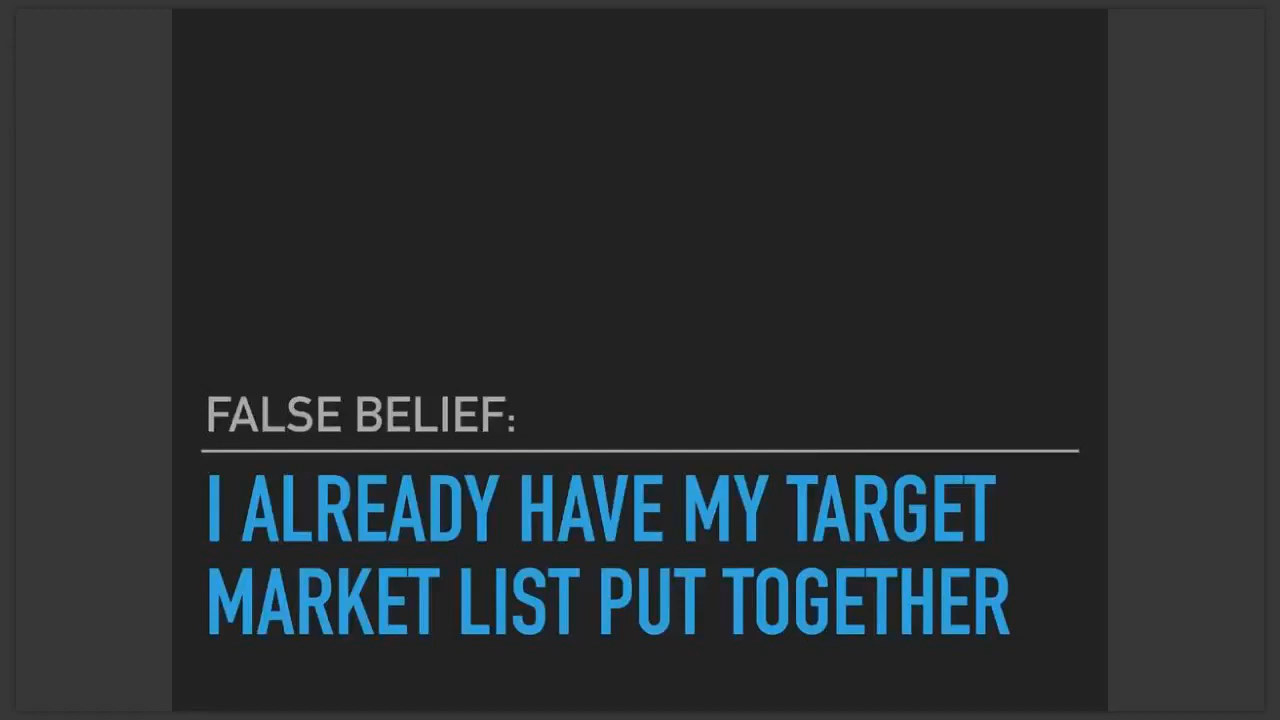 FALSE BELIEF:
I ALREADY HAVE MY TARGET
MARKET LIST PUT TOGETHER